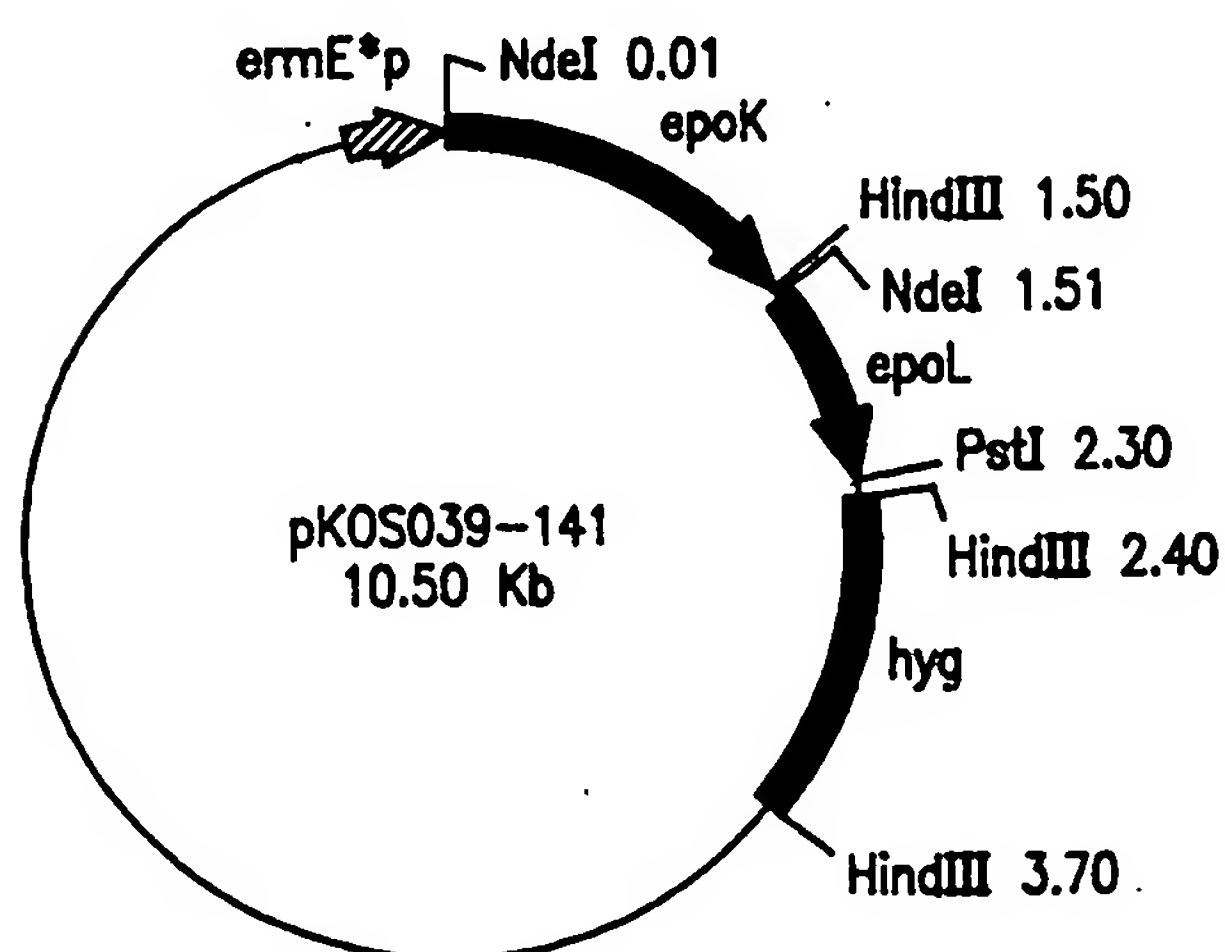 ermE*p
NdeI 0.01
epoK
HindIII 1.50
NdeI 1.51
epoL
PstI 2.30
HindIII 2.40
pKOS039-141
10.50 Kb
hyg
HindIII 3.70